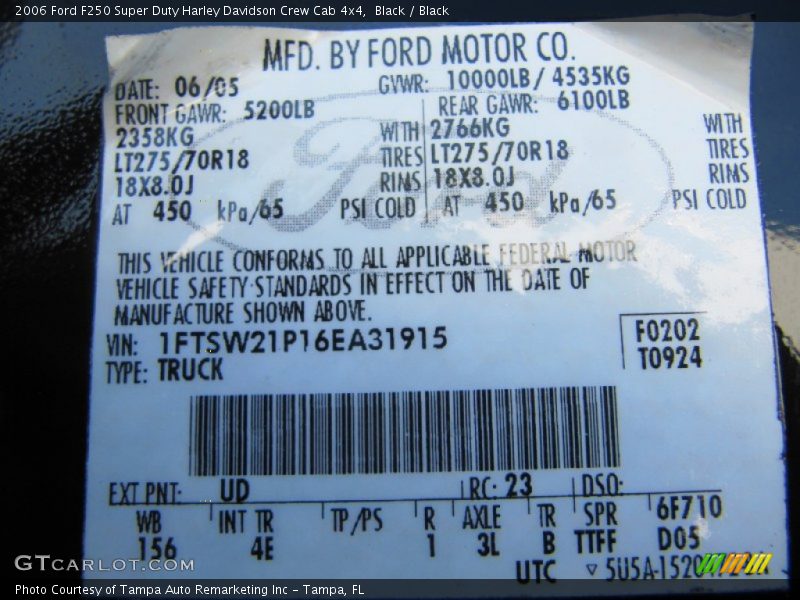 2006 Ford F250 Super Duty Harley Davidson Crew Cab 4x4, Black / Black
MFD. BY FORD MOTOR CO.
DATE: 06/05 GVWR: 10000LB/ 4535KG
FRONT GAWR: 5200LB REAR GAWR: 6100LB
2358KG WITH 2766KG WITH
LT275/70R18 TIRES LT275/70R18 TIRES
18X8.0J RIMS 18X8.0J RIMS
AT 450 kPa/65 PSI COLD AT 450 kPa/65 PSI COLD
Ford
THIS VEHICLE CONFORMS TO ALL APPLICABLE FEDERAL MOTOR
VEHICLE SAFETY STANDARDS IN EFFECT ON THE DATE OF
MANUFACTURE SHOWN ABOVE.
VIN: 1FTSW21P16EA31915 F0202
TYPE: TRUCK T0924
EXT PNT: UD RC: 23 DSO:
WB INT TR TP/PS R AXLE TR SPR 6F710
156 4E 1 3L B TTFF D05
UTC ▽ 5U5A-1520
GTCARLOT.COM
Photo Courtesy of Tampa Auto Remarketing Inc – Tampa, FL